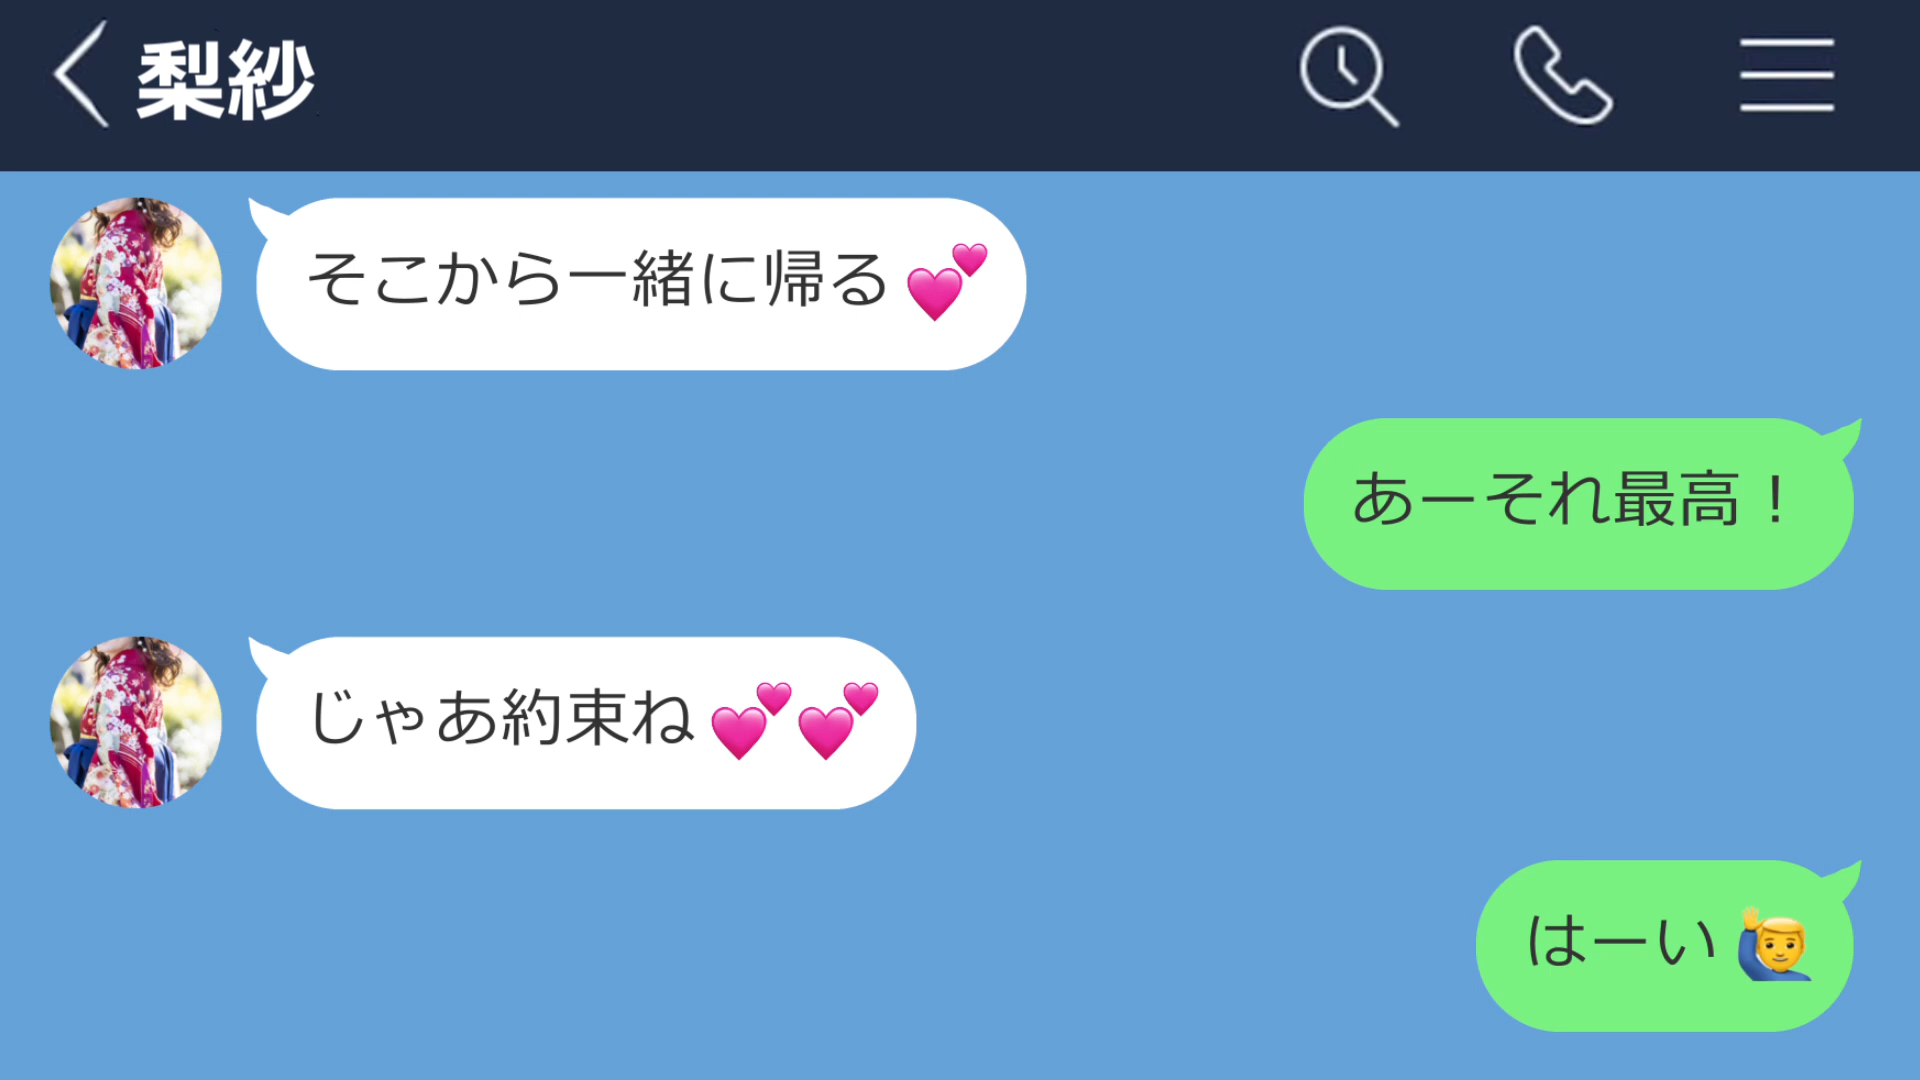 梨紗
そこから一緒に帰る💕
あーそれ最高！
じゃあ約束ね💕💕
はーい🙋‍♂️